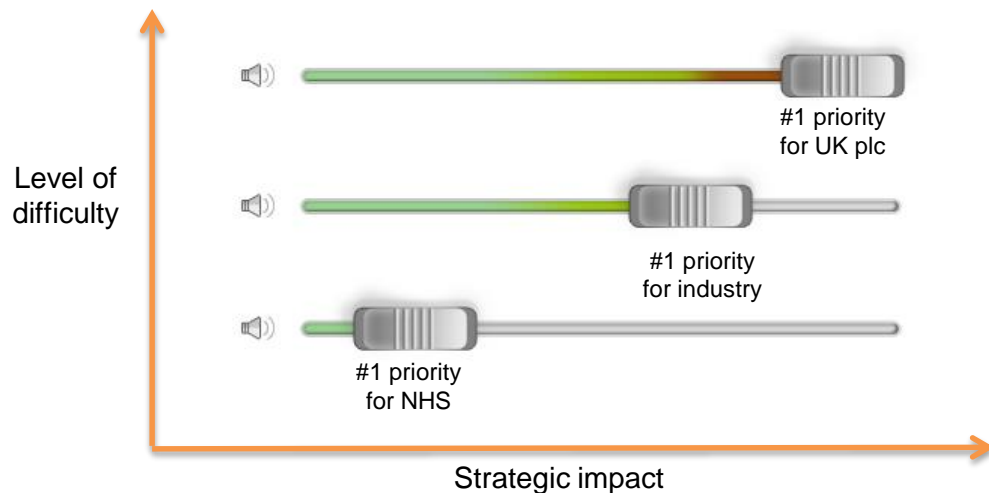 #1 priority
for UK plc
Level of
difficulty
#1 priority
for industry
#1 priority
for NHS
Strategic impact